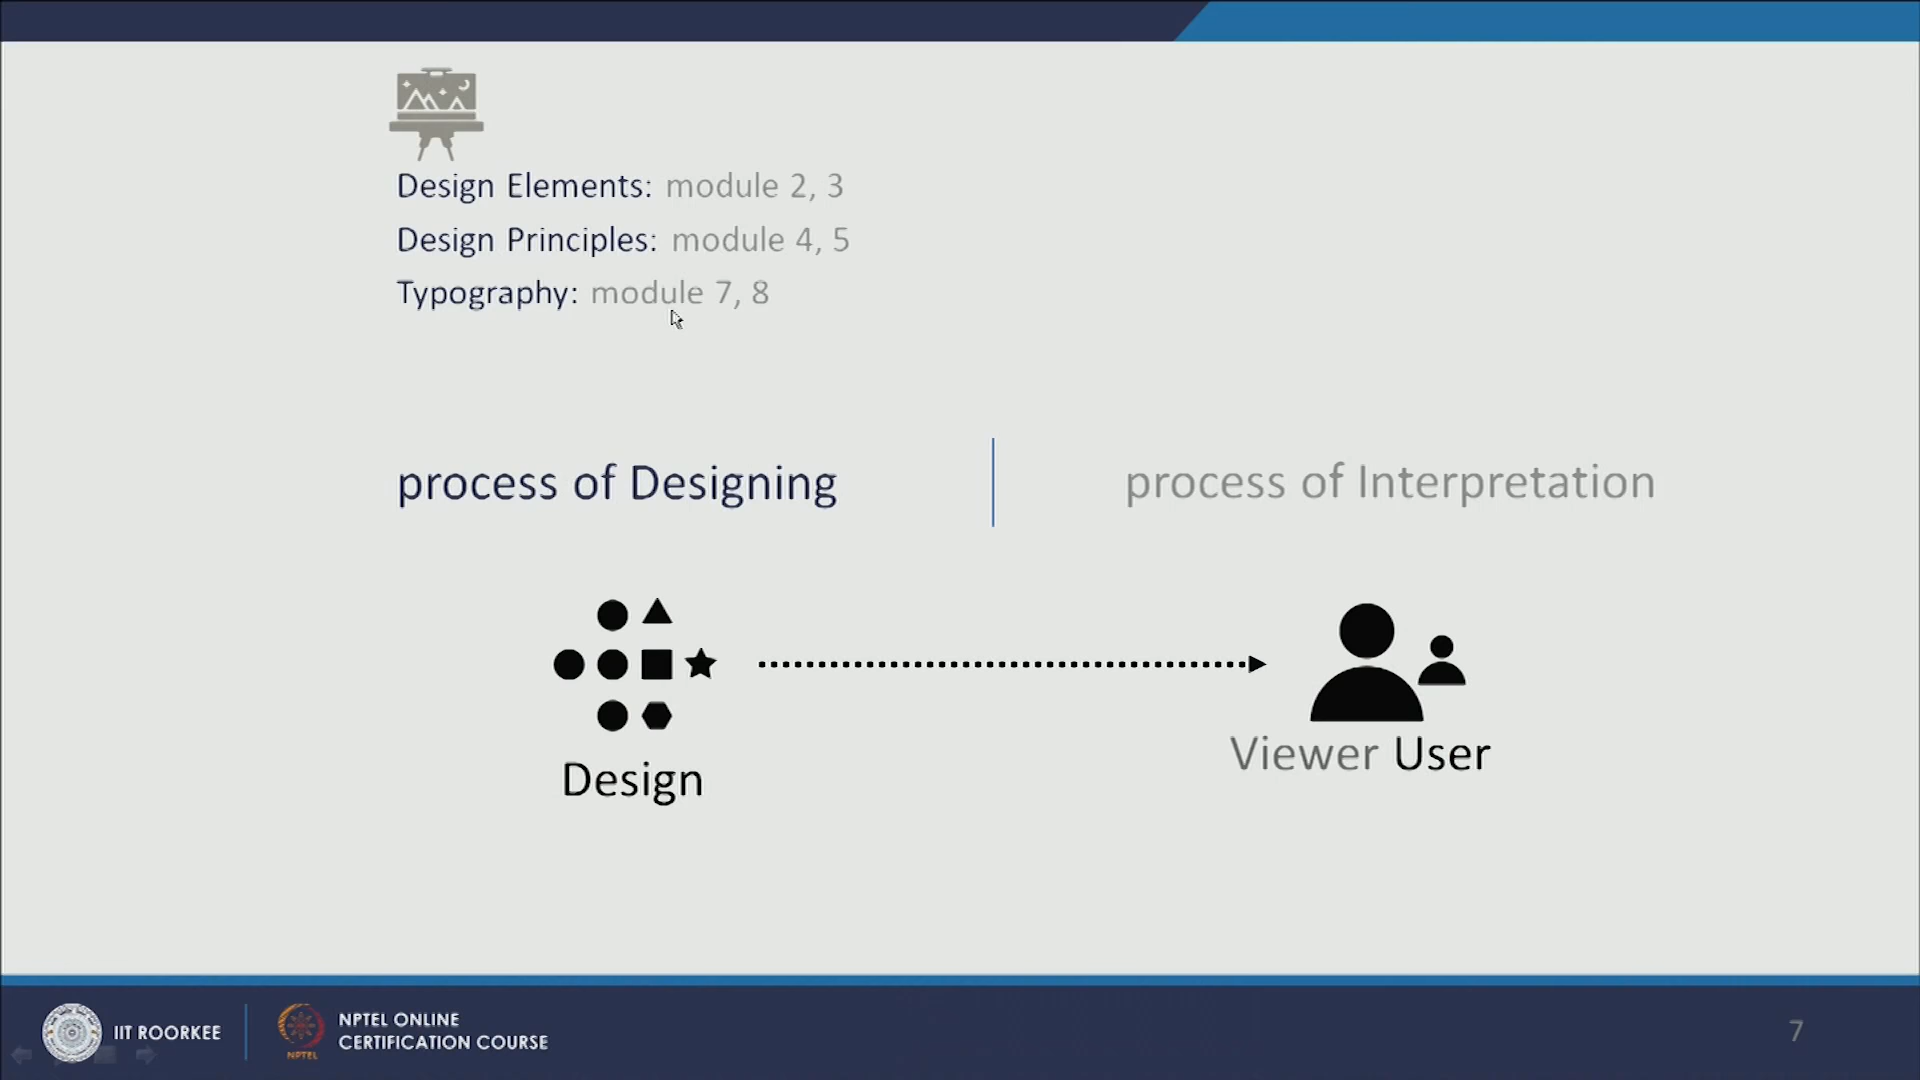 Design Elements: module 2, 3
Design Principles: module 4, 5
Typography: module 7, 8
process of Designing
process of Interpretation
Design
Viewer User
IIT ROORKEE
NPTEL
NPTEL ONLINE
CERTIFICATION COURSE
7